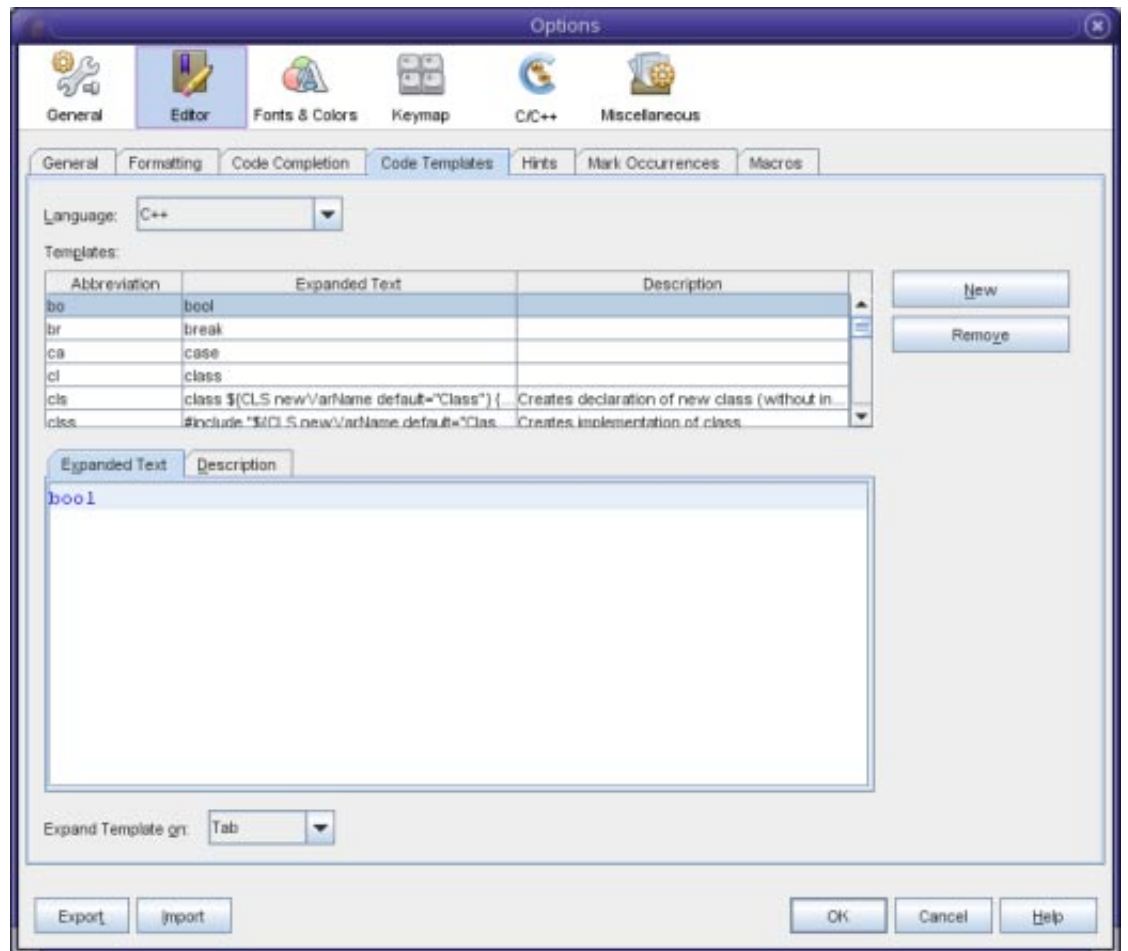 Options
General Editor Fonts & Colors Keymap C/C++ Miscellaneous
General Formatting Code Completion Code Templates Hints Mark Occurrences Macros
Language: C++
Templates:
Abbreviation Expanded Text Description
New
bo bool
br break
Remove
ca case
cl class
cls class ${CLS newVarName default="Class"} { ... Creates declaration of new class (without in...
clss #include "${CLS newVarName default="Clas... Creates implementation of class
Expanded Text Description
bool
Expand Template on: Tab
Export Import OK Cancel Help